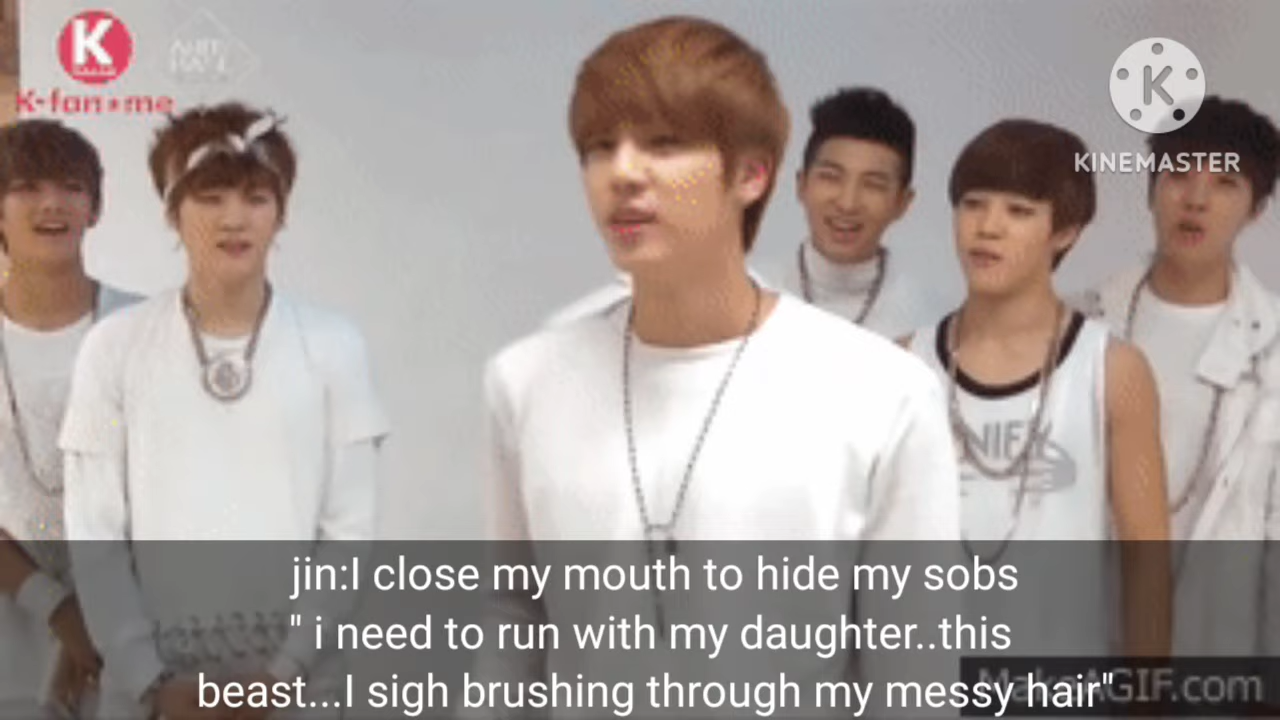 K
K-fan★me
K
KINEMASTER
jin:I close my mouth to hide my sobs
" i need to run with my daughter..this
beast...I sigh brushing through my messy hair"
MakeAGIF.com